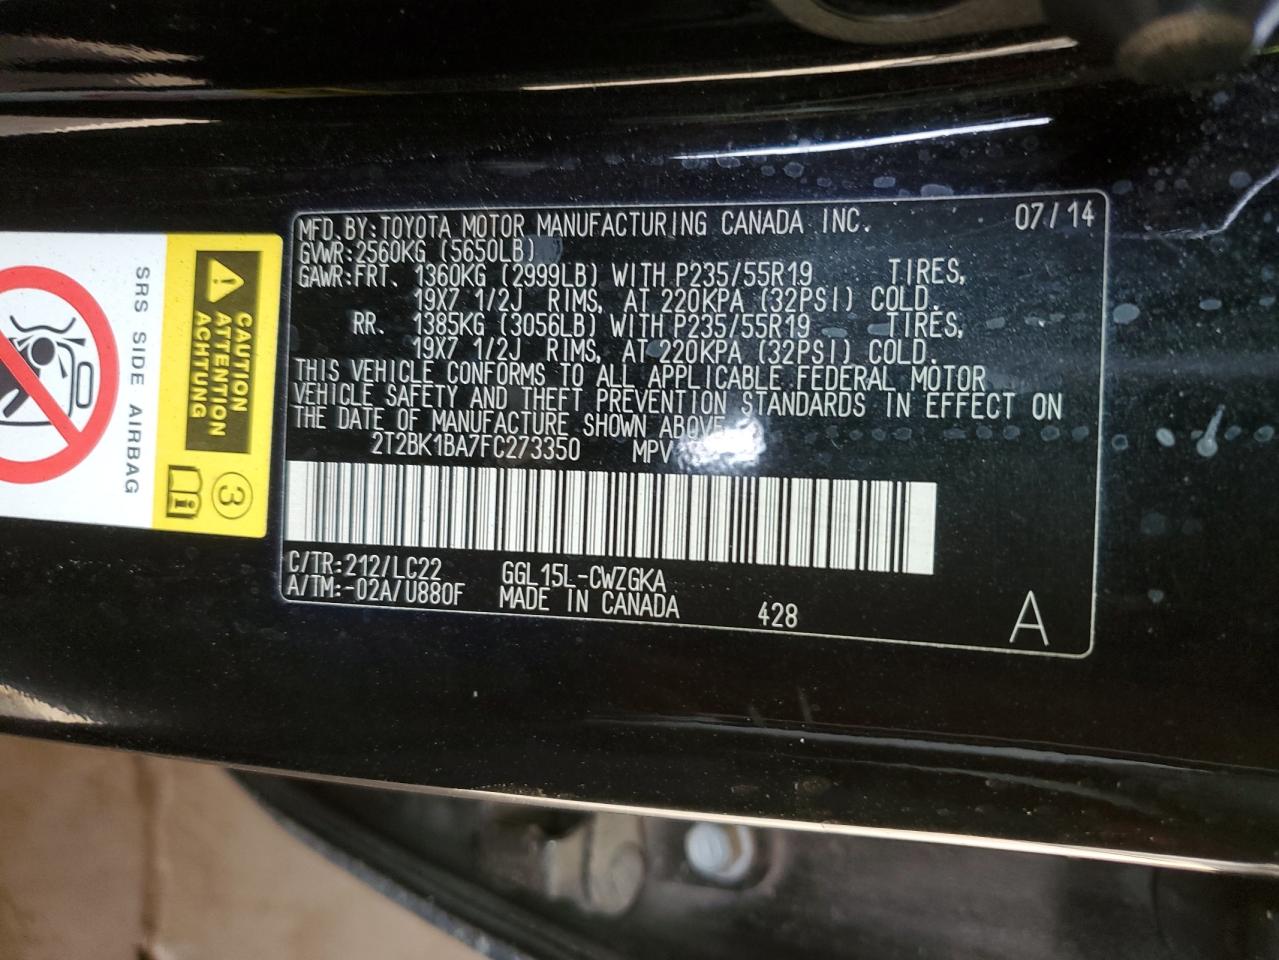 MFD. BY: TOYOTA MOTOR MANUFACTURING CANADA INC. 07/14
GVWR: 2560KG (5650LB)
GAWR: FRT. 1360KG (2999LB) WITH P235/55R19 TIRES,
19X7 1/2J RIMS, AT 220KPA (32PSI) COLD.
RR. 1385KG (3056LB) WITH P235/55R19 TIRES,
19X7 1/2J RIMS, AT 220KPA (32PSI) COLD.
THIS VEHICLE CONFORMS TO ALL APPLICABLE FEDERAL MOTOR
VEHICLE SAFETY AND THEFT PREVENTION STANDARDS IN EFFECT ON
THE DATE OF MANUFACTURE SHOWN ABOVE
2T2BK1BA7FC273350 MPV
C/TR: 212/LC22 GGL15L-CWZGKA
A/TM: -02A/U880F MADE IN CANADA 428 A
CAUTION
ATTENTION
ACHTUNG
3
SRS SIDE AIRBAG